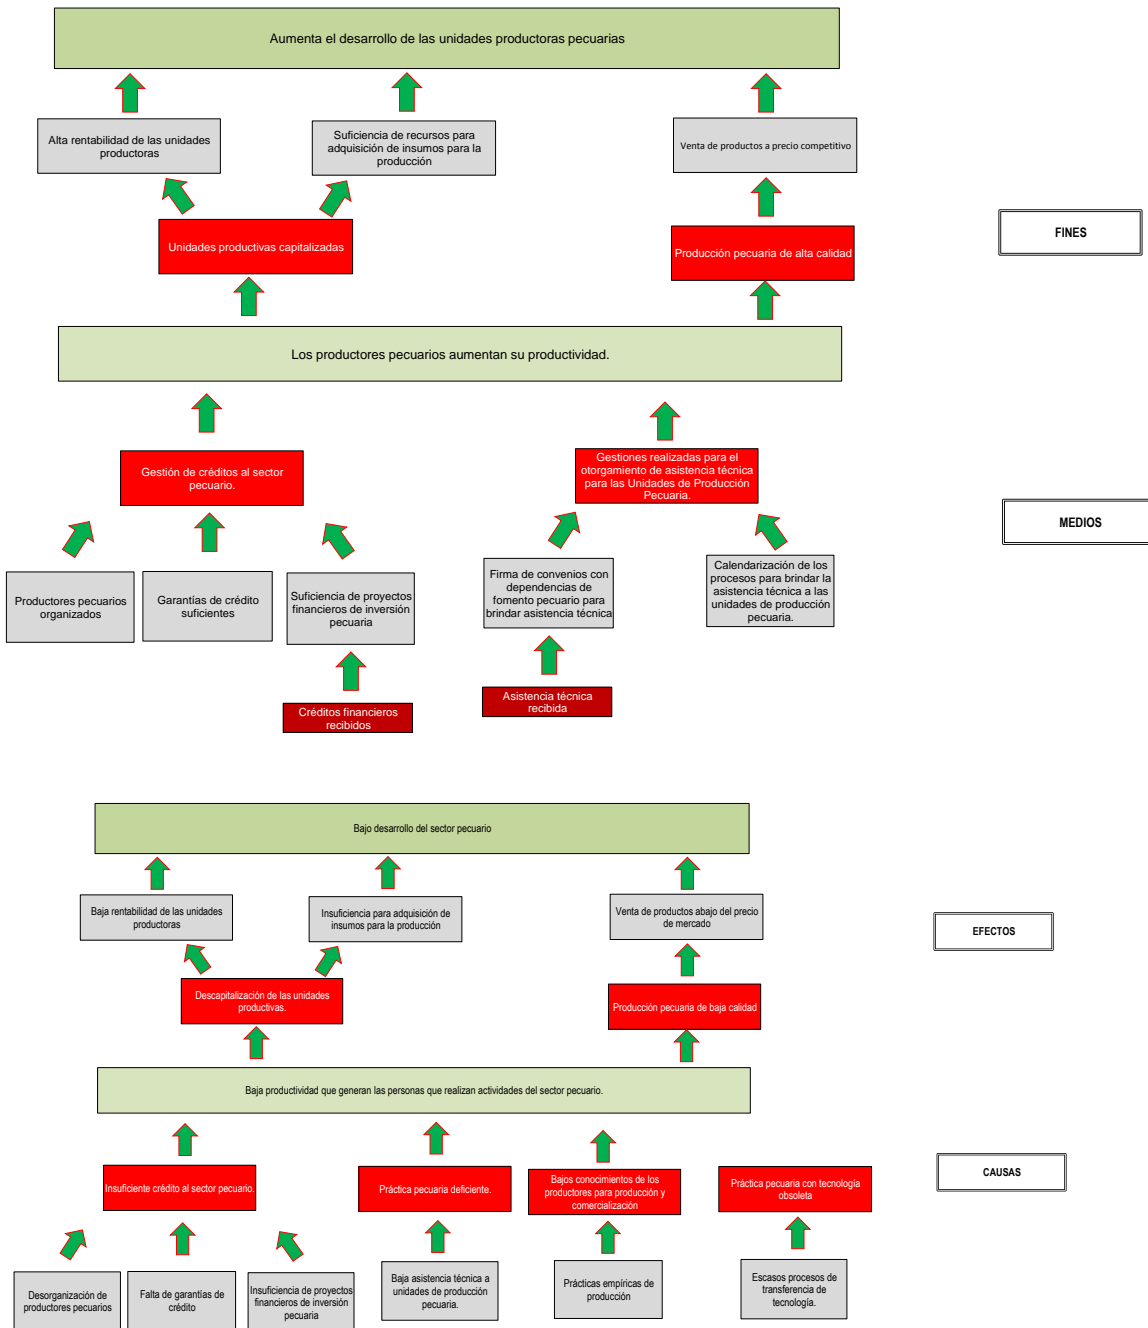 Aumenta el desarrollo de las unidades productoras pecuarias
Alta rentabilidad de las unidades
productoras
Suficiencia de recursos para
adquisición de insumos para la
producción
Venta de productos a precio competitivo
Unidades productivas capitalizadas
Producción pecuaria de alta calidad
FINES
Los productores pecuarios aumentan su productividad.
Gestión de créditos al sector
pecuario.
Gestiones realizadas para el
otorgamiento de asistencia técnica
para las Unidades de Producción
Pecuaria.
MEDIOS
Productores pecuarios
organizados
Garantías de crédito
suficientes
Suficiencia de proyectos
financieros de inversión
pecuaria
Firma de convenios con
dependencias de
fomento pecuario para
brindar asistencia técnica
Calendarización de los
procesos para brindar la
asistencia técnica a las
unidades de producción
pecuaria.
Créditos financieros
recibidos
Asistencia técnica
recibida
Bajo desarrollo del sector pecuario
Baja rentabilidad de las unidades
productoras
Insuficiencia para adquisición de
insumos para la producción
Venta de productos abajo del precio
de mercado
EFECTOS
Descapitalización de las unidades
productivas.
Producción pecuaria de baja calidad
Baja productividad que generan las personas que realizan actividades del sector pecuario.
Insuficiente crédito al sector pecuario.
Práctica pecuaria deficiente.
Bajos conocimientos de los
productores para producción y
comercialización
Práctica pecuaria con tecnología
obsoleta
CAUSAS
Desorganización de
productores pecuarios
Falta de garantías de
crédito
Insuficiencia de proyectos
financieros de inversión
pecuaria
Baja asistencia técnica a
unidades de producción
pecuaria.
Prácticas empíricas de
producción
Escasos procesos de
transferencia de
tecnología.